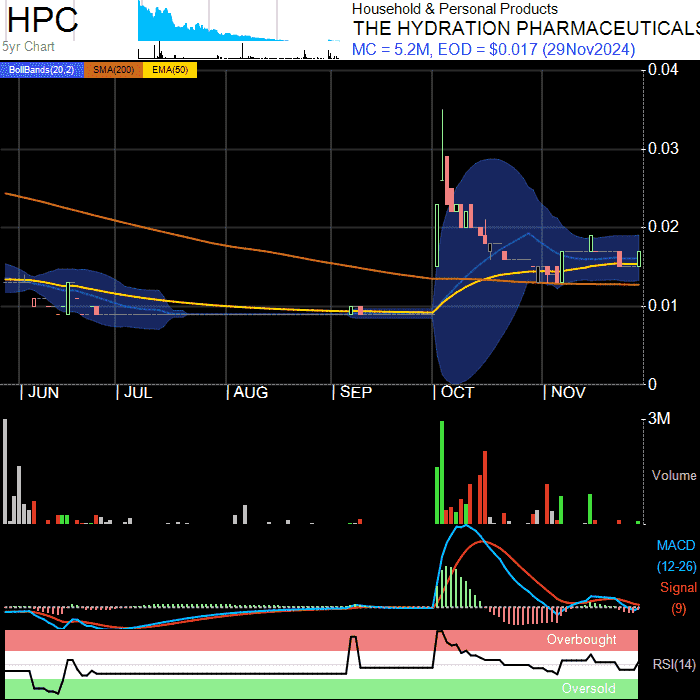 HPC
5yr Chart
Household & Personal Products
THE HYDRATION PHARMACEUTICALS
MC = 5.2M, EOD = $0.017 (29Nov2024)
BollBands(20,2) SMA(200) EMA(50)
0.04
0.03
0.02
0.01
0
JUN JUL AUG SEP OCT NOV
3M
Volume
MACD
(12-26)
Signal
(9)
Overbought
RSI(14)
Oversold